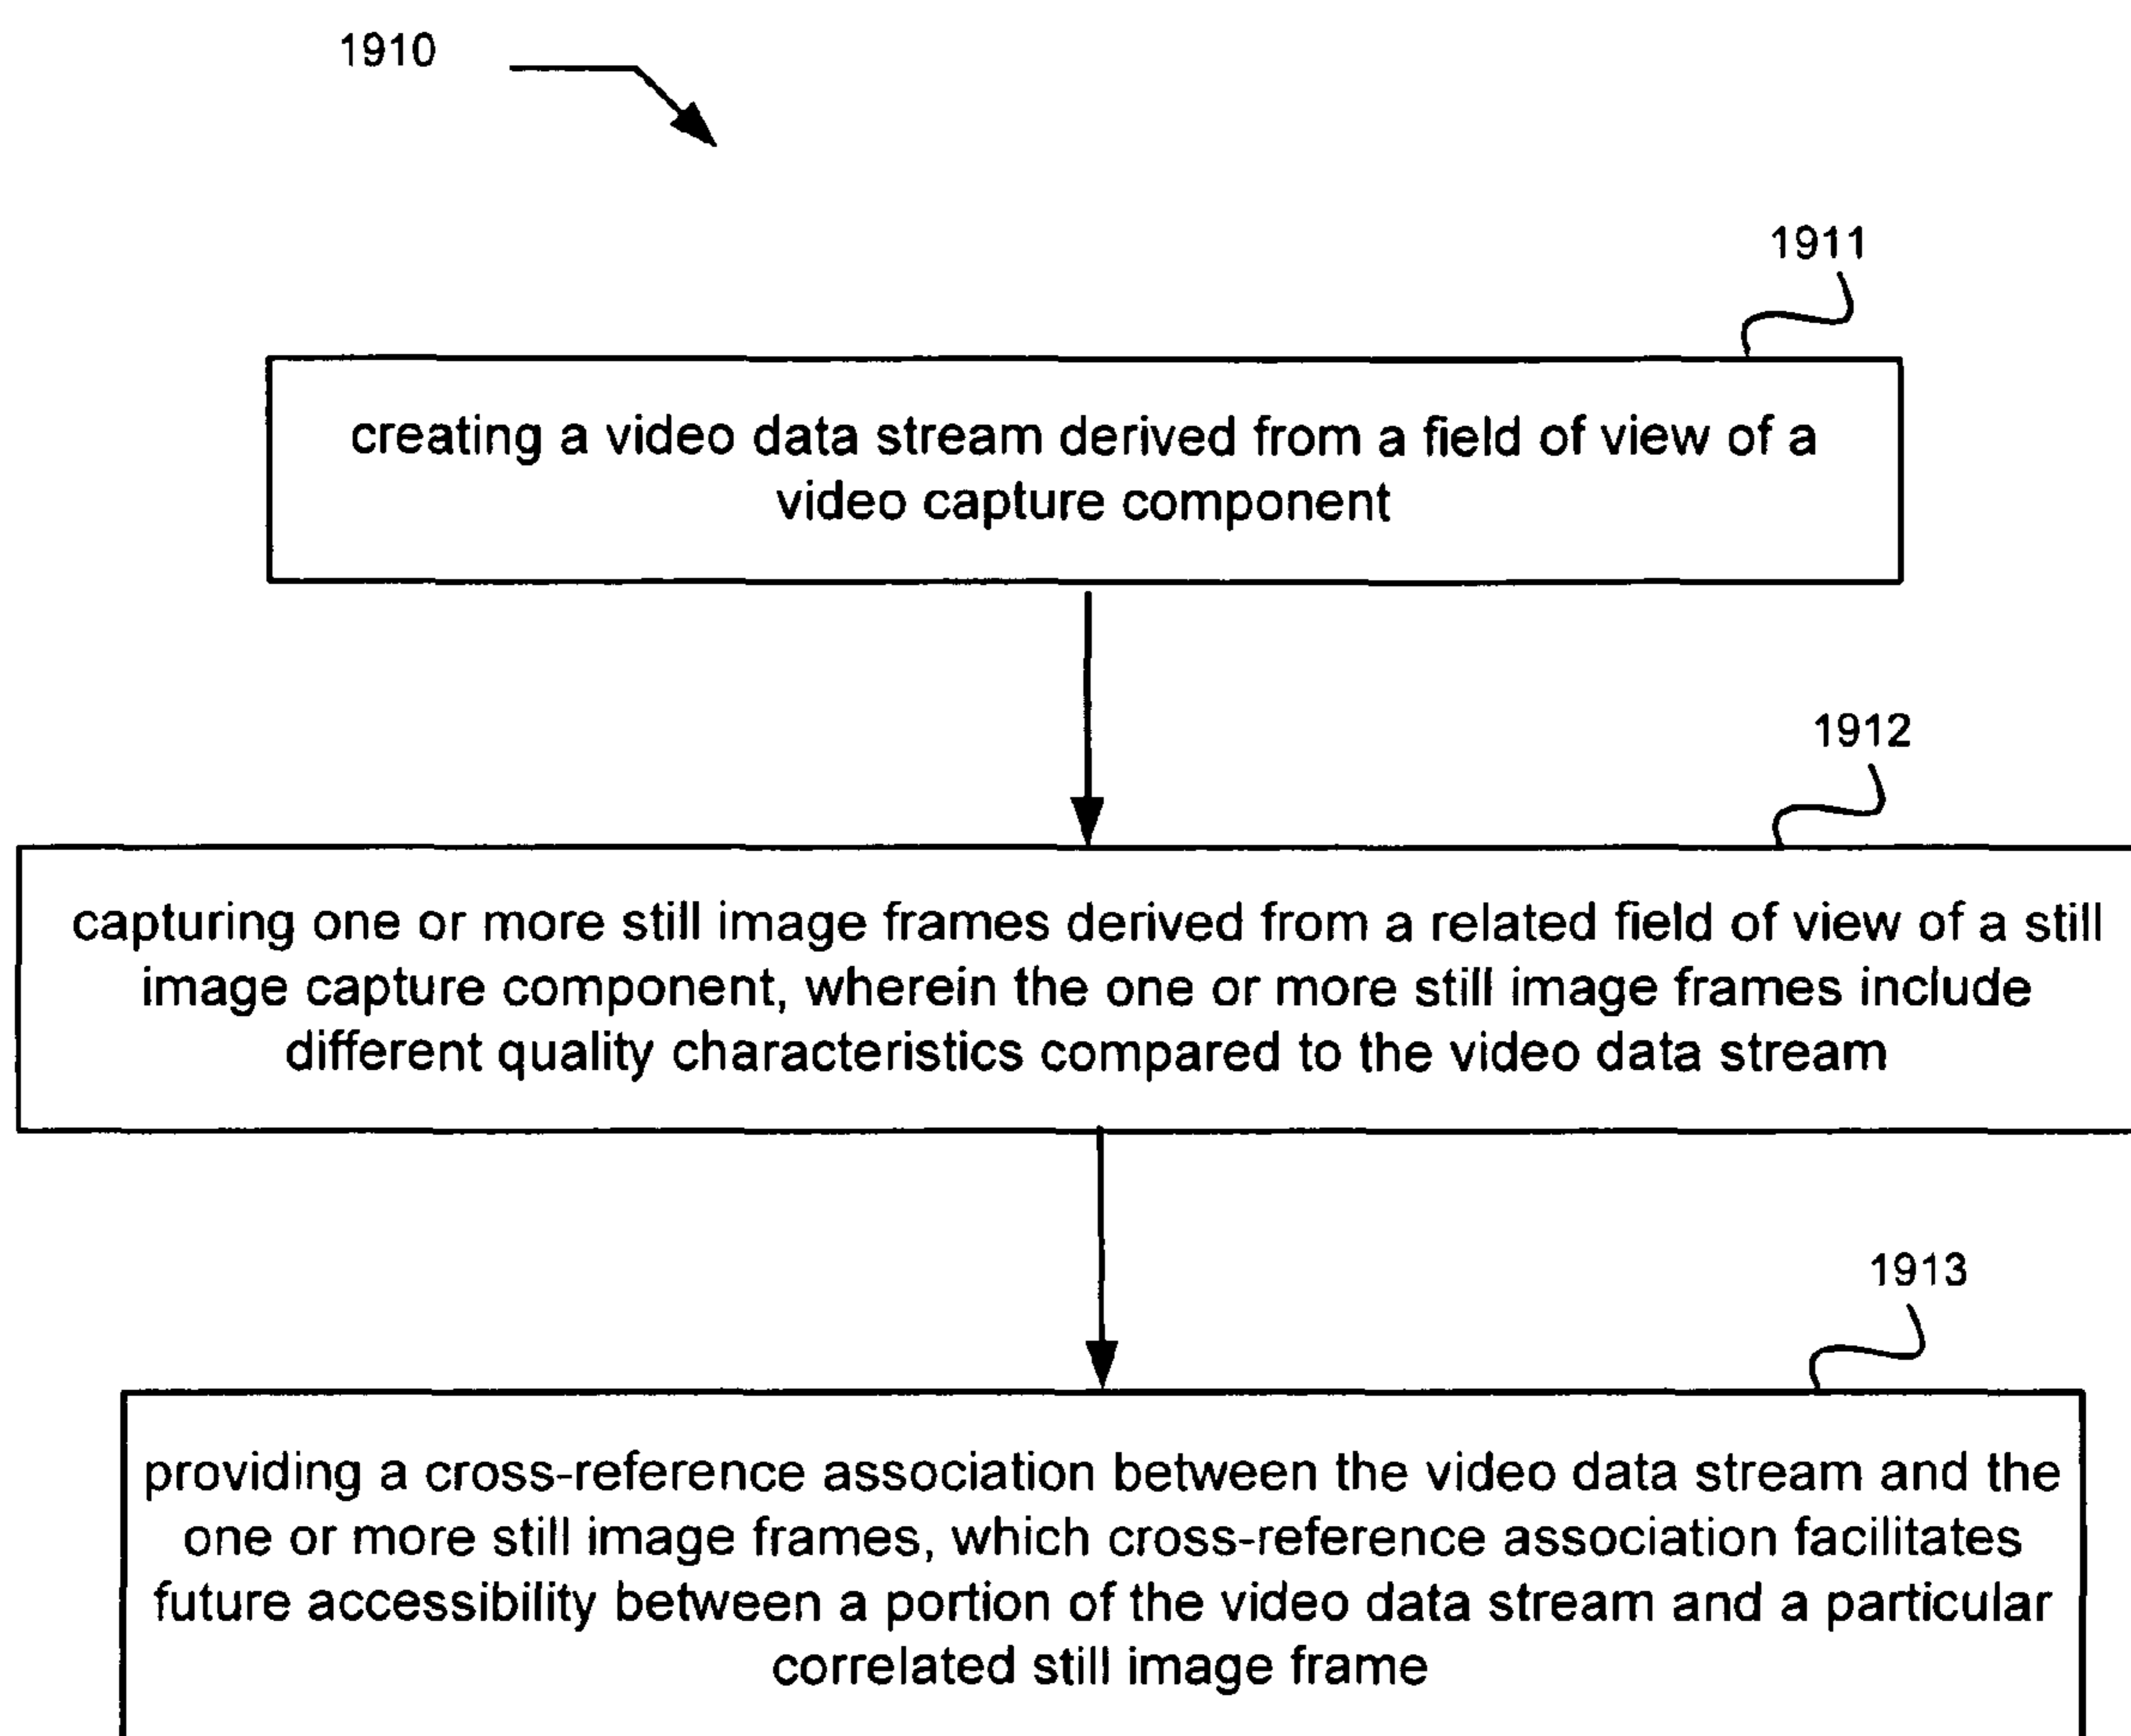 1910
1911
creating a video data stream derived from a field of view of a
video capture component
1912
capturing one or more still image frames derived from a related field of view of a still
image capture component, wherein the one or more still image frames include
different quality characteristics compared to the video data stream
1913
providing a cross-reference association between the video data stream and the
one or more still image frames, which cross-reference association facilitates
future accessibility between a portion of the video data stream and a particular
correlated still image frame